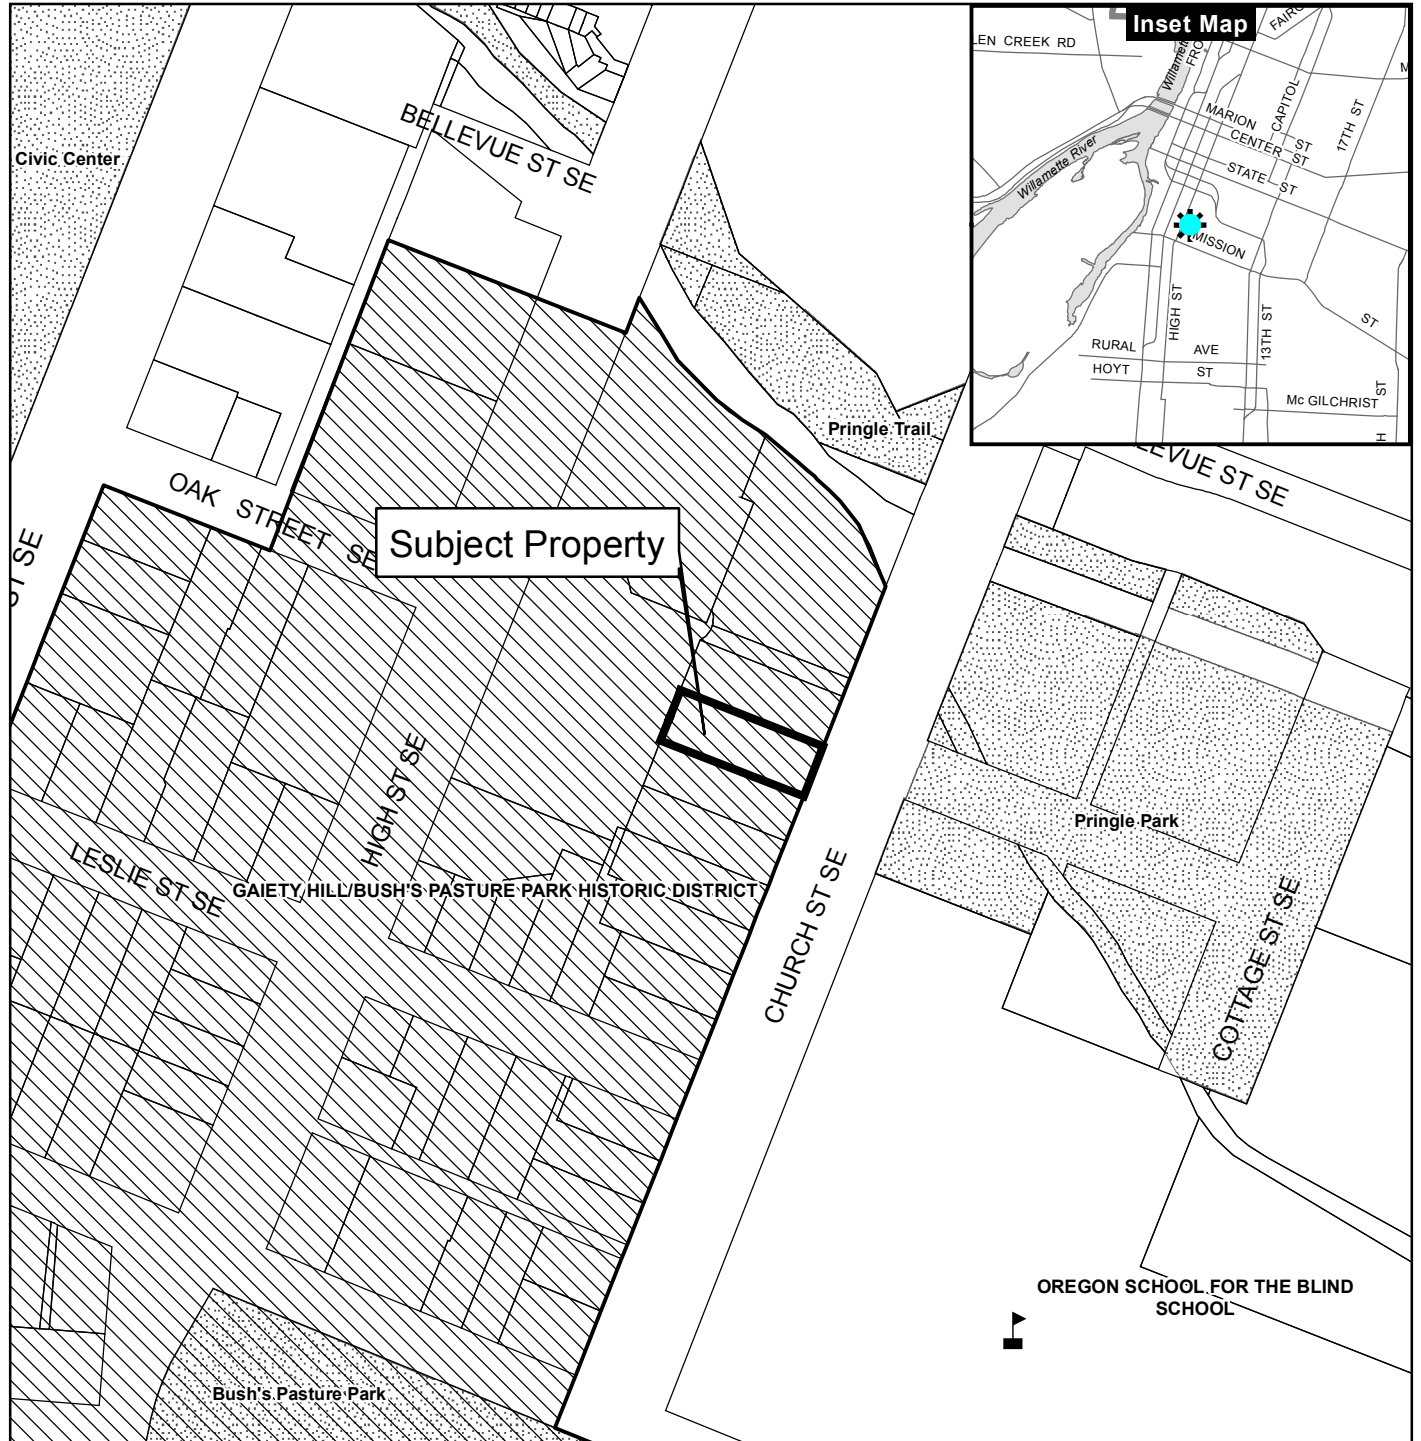 Inset Map
LEN CREEK RD
Willamette
FRO
FAIRG
MARION ST
CENTER ST
CAPITOL
17TH ST
STATE ST
Willamette River
MISSION
ST
HIGH ST
13TH ST
RURAL AVE
HOYT ST
Mc GILCHRIST ST
H
M
BELLEVUE ST SE
Civic Center
Pringle Trail
EVUE ST SE
OAK STREET SE
ST SE
Subject Property
HIGH ST SE
Pringle Park
LESLIE ST SE
GAIETY HILL/BUSH'S PASTURE PARK HISTORIC DISTRICT
CHURCH ST SE
COTTAGE ST SE
OREGON SCHOOL FOR THE BLIND
SCHOOL
Bush's Pasture Park